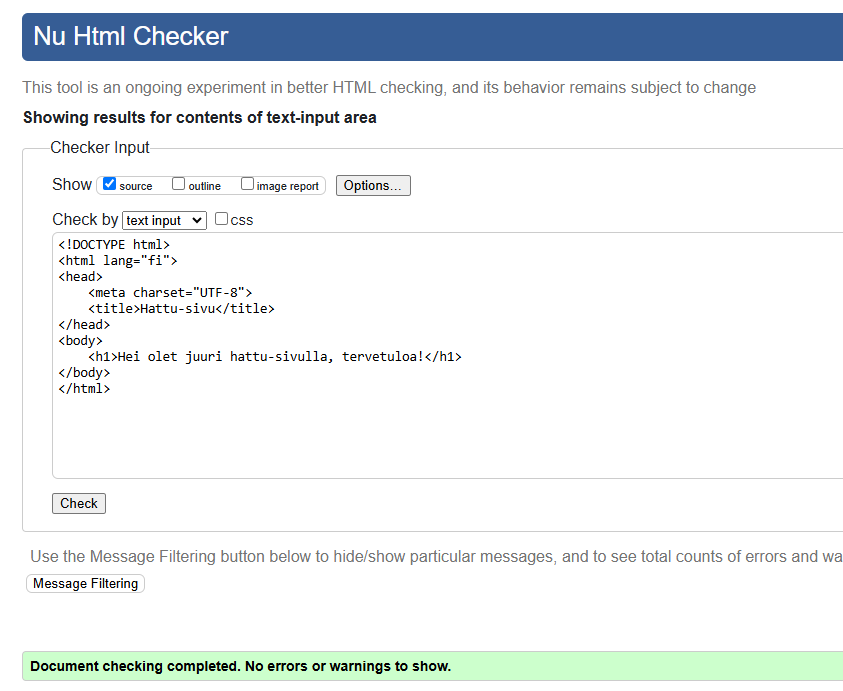 Nu Html Checker
This tool is an ongoing experiment in better HTML checking, and its behavior remains subject to change
Showing results for contents of text-input area
Checker Input
Show source outline image report Options...
Check by text input css
<!DOCTYPE html>
<html lang="fi">
<head>
    <meta charset="UTF-8">
    <title>Hattu-sivu</title>
</head>
<body>
    <h1>Hei olet juuri hattu-sivulla, tervetuloa!</h1>
</body>
</html>
Check
Use the Message Filtering button below to hide/show particular messages, and to see total counts of errors and wa
Message Filtering
Document checking completed. No errors or warnings to show.